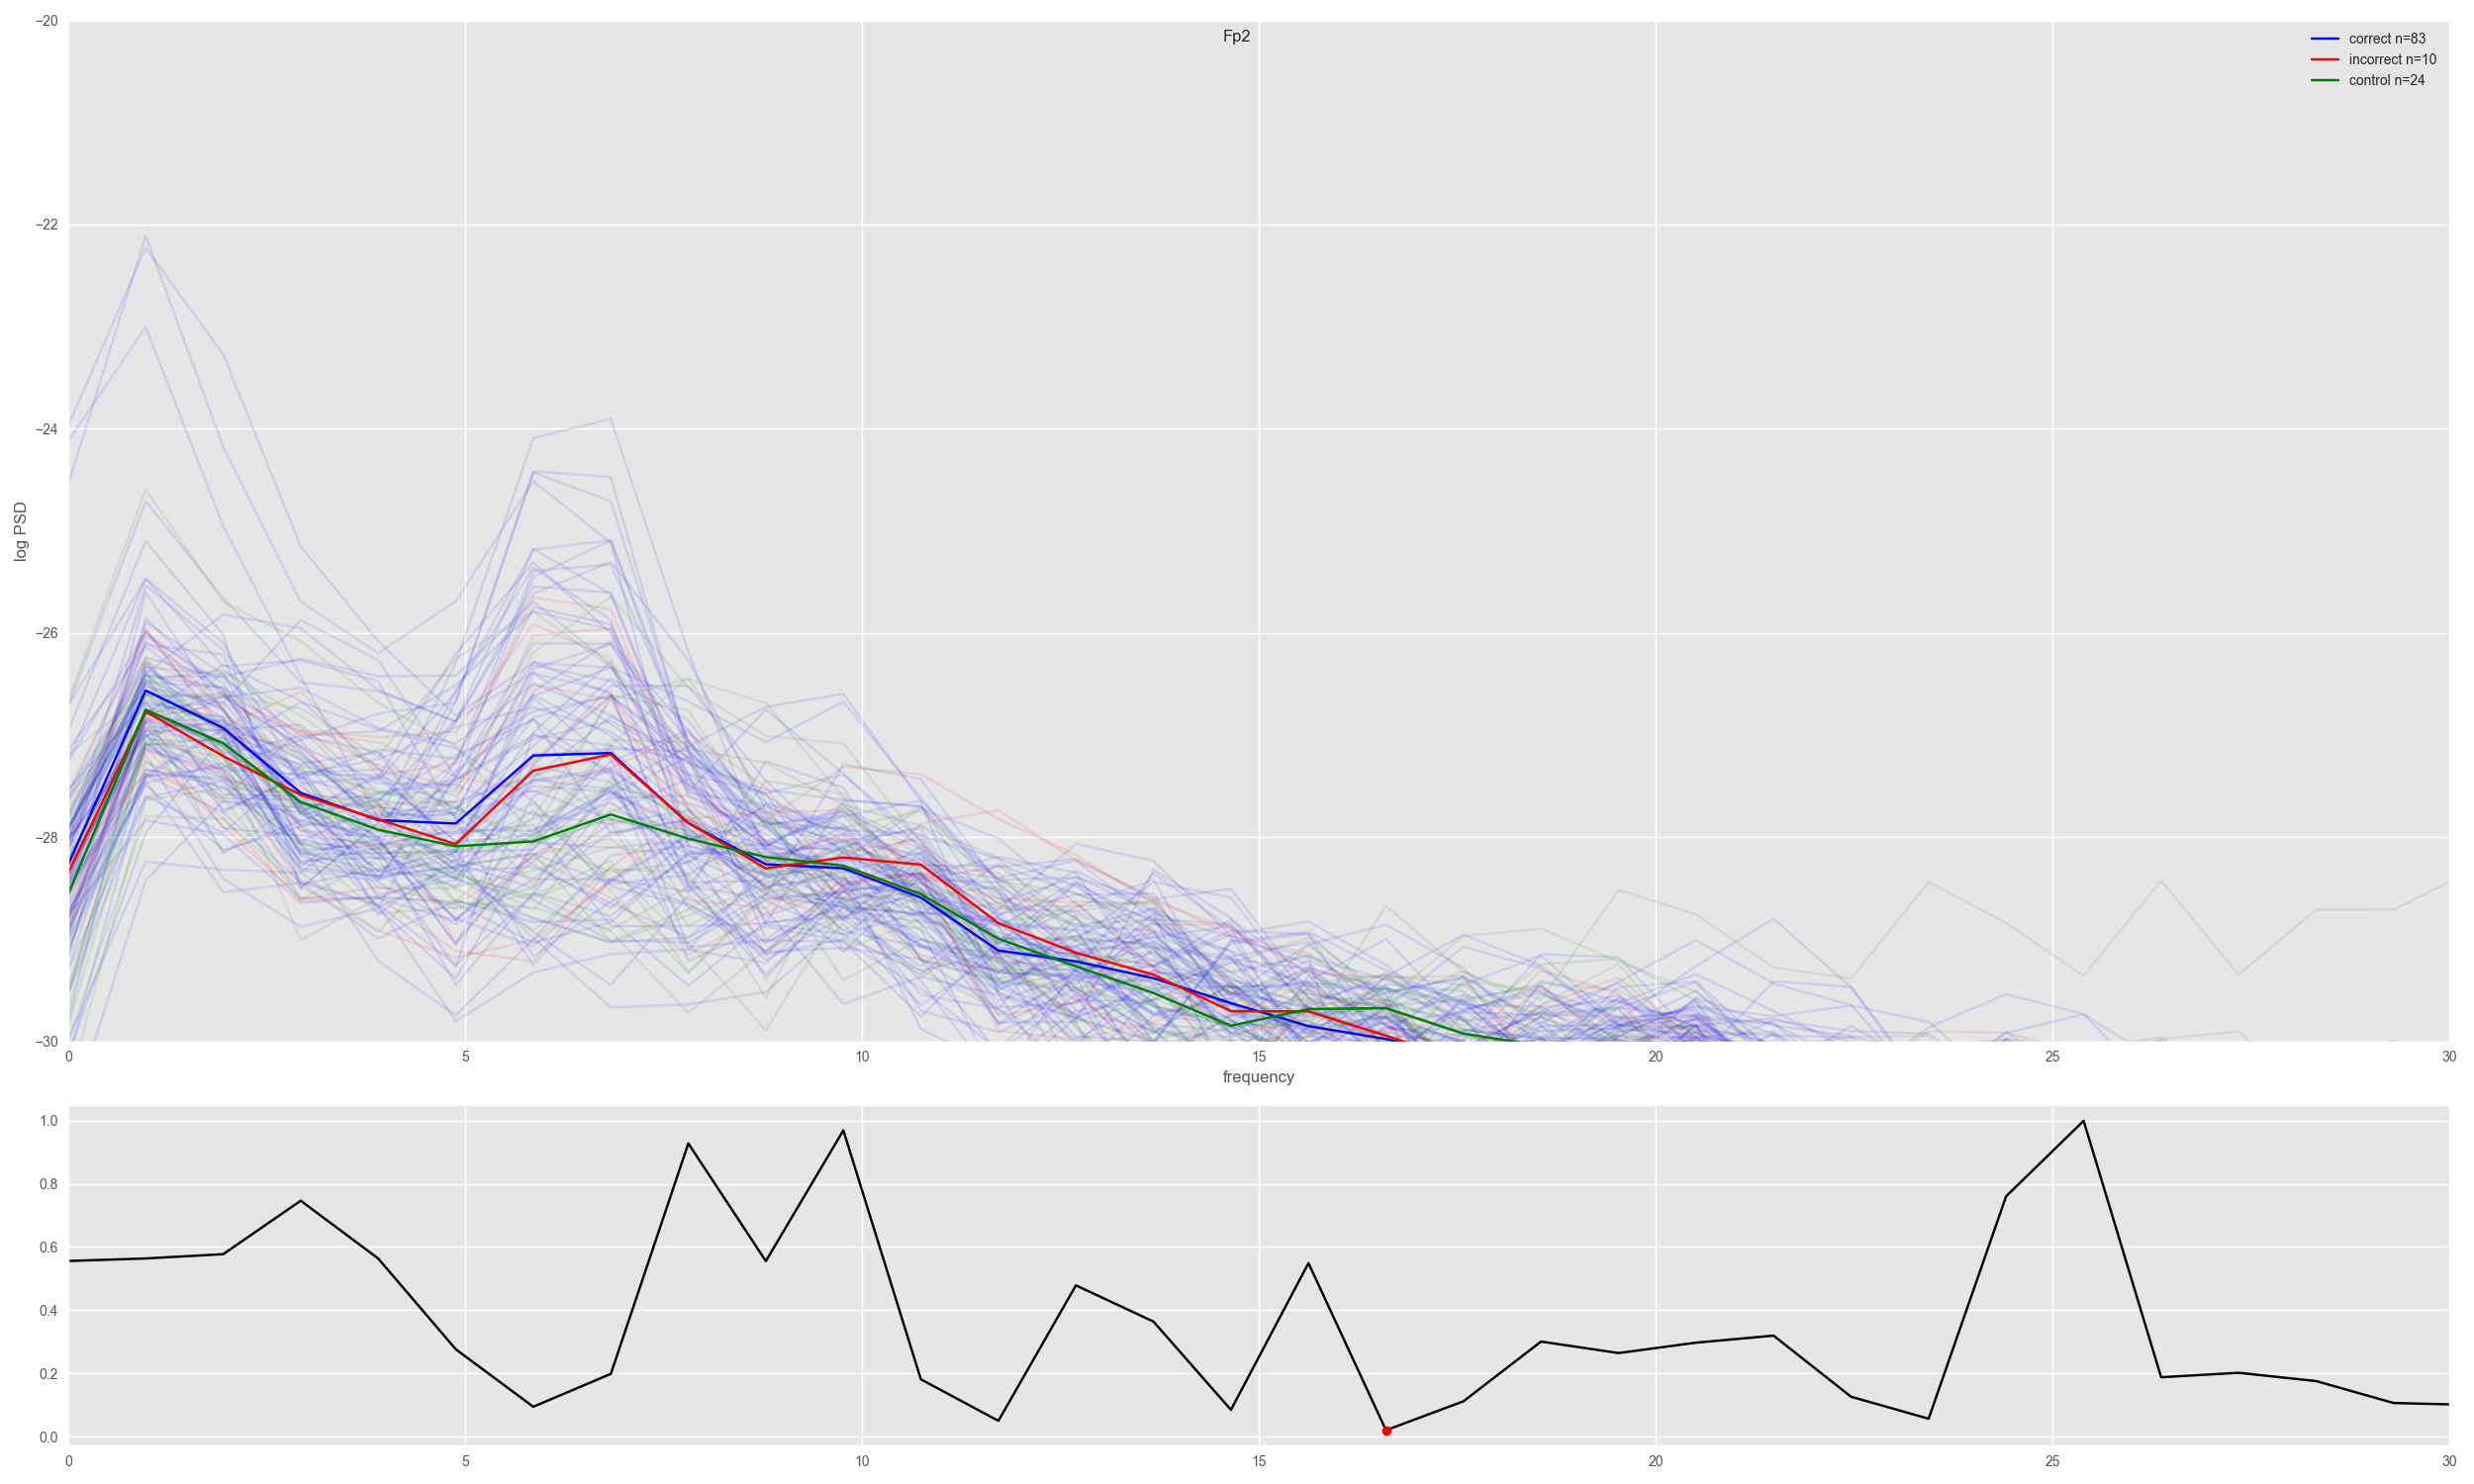 Fp2
correct n=83
incorrect n=10
control n=24
log PSD
−20
−22
−24
−26
−28
−30
0 5 10 15 20 25 30
frequency
1.0
0.8
0.6
0.4
0.2
0.0
0 5 10 15 20 25 30